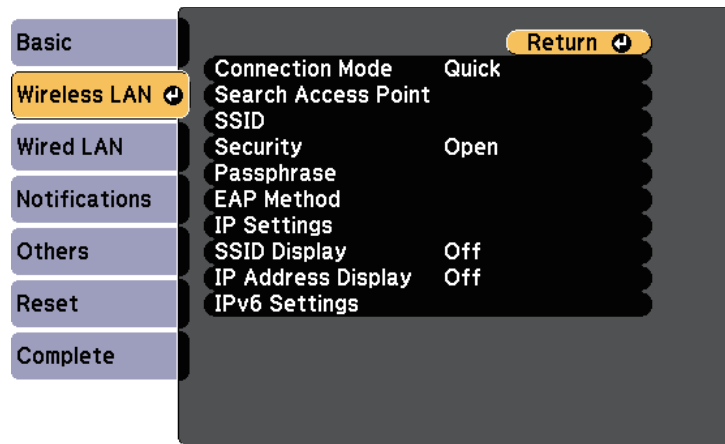 Basic
Wireless LAN
Wired LAN
Notifications
Others
Reset
Complete
Return
Connection Mode Quick
Search Access Point
SSID
Security Open
Passphrase
EAP Method
IP Settings
SSID Display Off
IP Address Display Off
IPv6 Settings